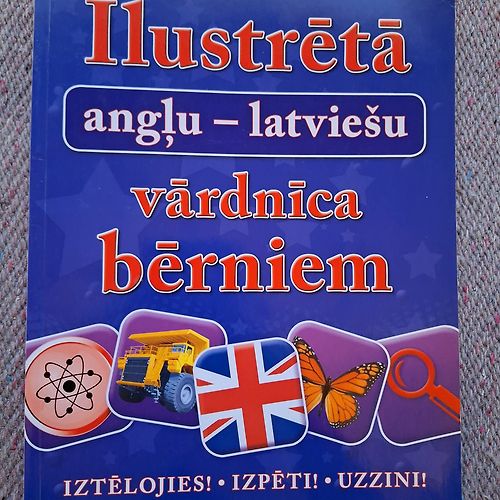 Ilustrētā
angļu – latviešu
vārdnīca
bērniem
IZTĒLOJIES! • IZPĒTI! • UZZINI!